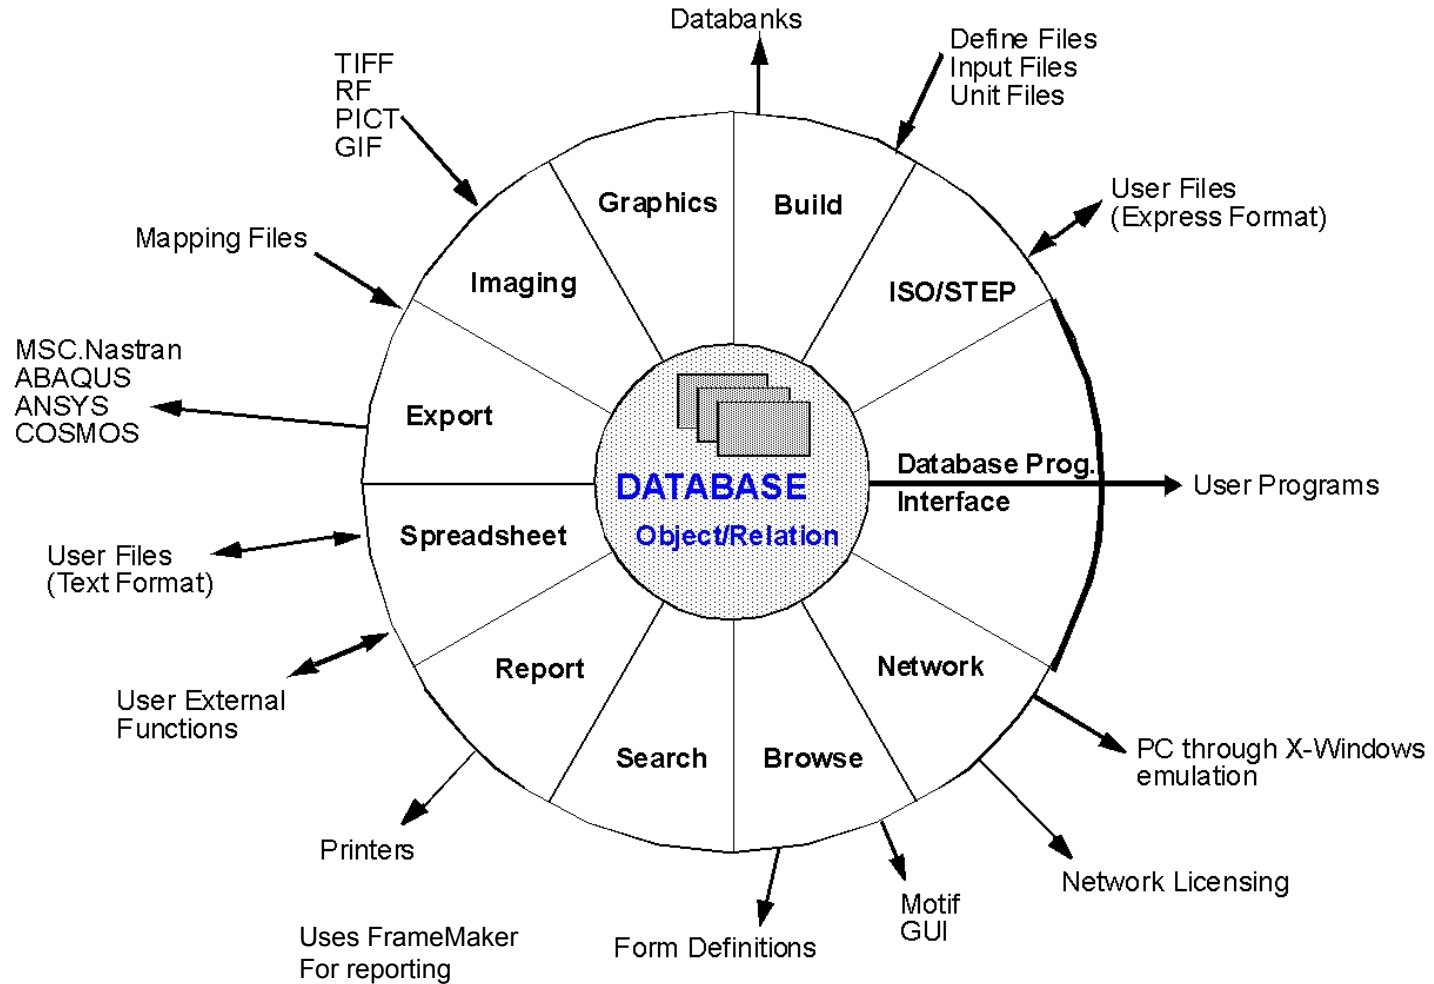 Databanks
Define Files
Input Files
Unit Files
TIFF
RF
PICT
GIF
User Files
(Express Format)
Graphics
Build
Mapping Files
Imaging
ISO/STEP
MSC.Nastran
ABAQUS
ANSYS
COSMOS
Export
Database Prog.
Interface
User Programs
DATABASE
Object/Relation
Spreadsheet
User Files
(Text Format)
Report
Network
User External
Functions
Search
Browse
PC through X-Windows
emulation
Printers
Network Licensing
Motif
GUI
Uses FrameMaker
For reporting
Form Definitions